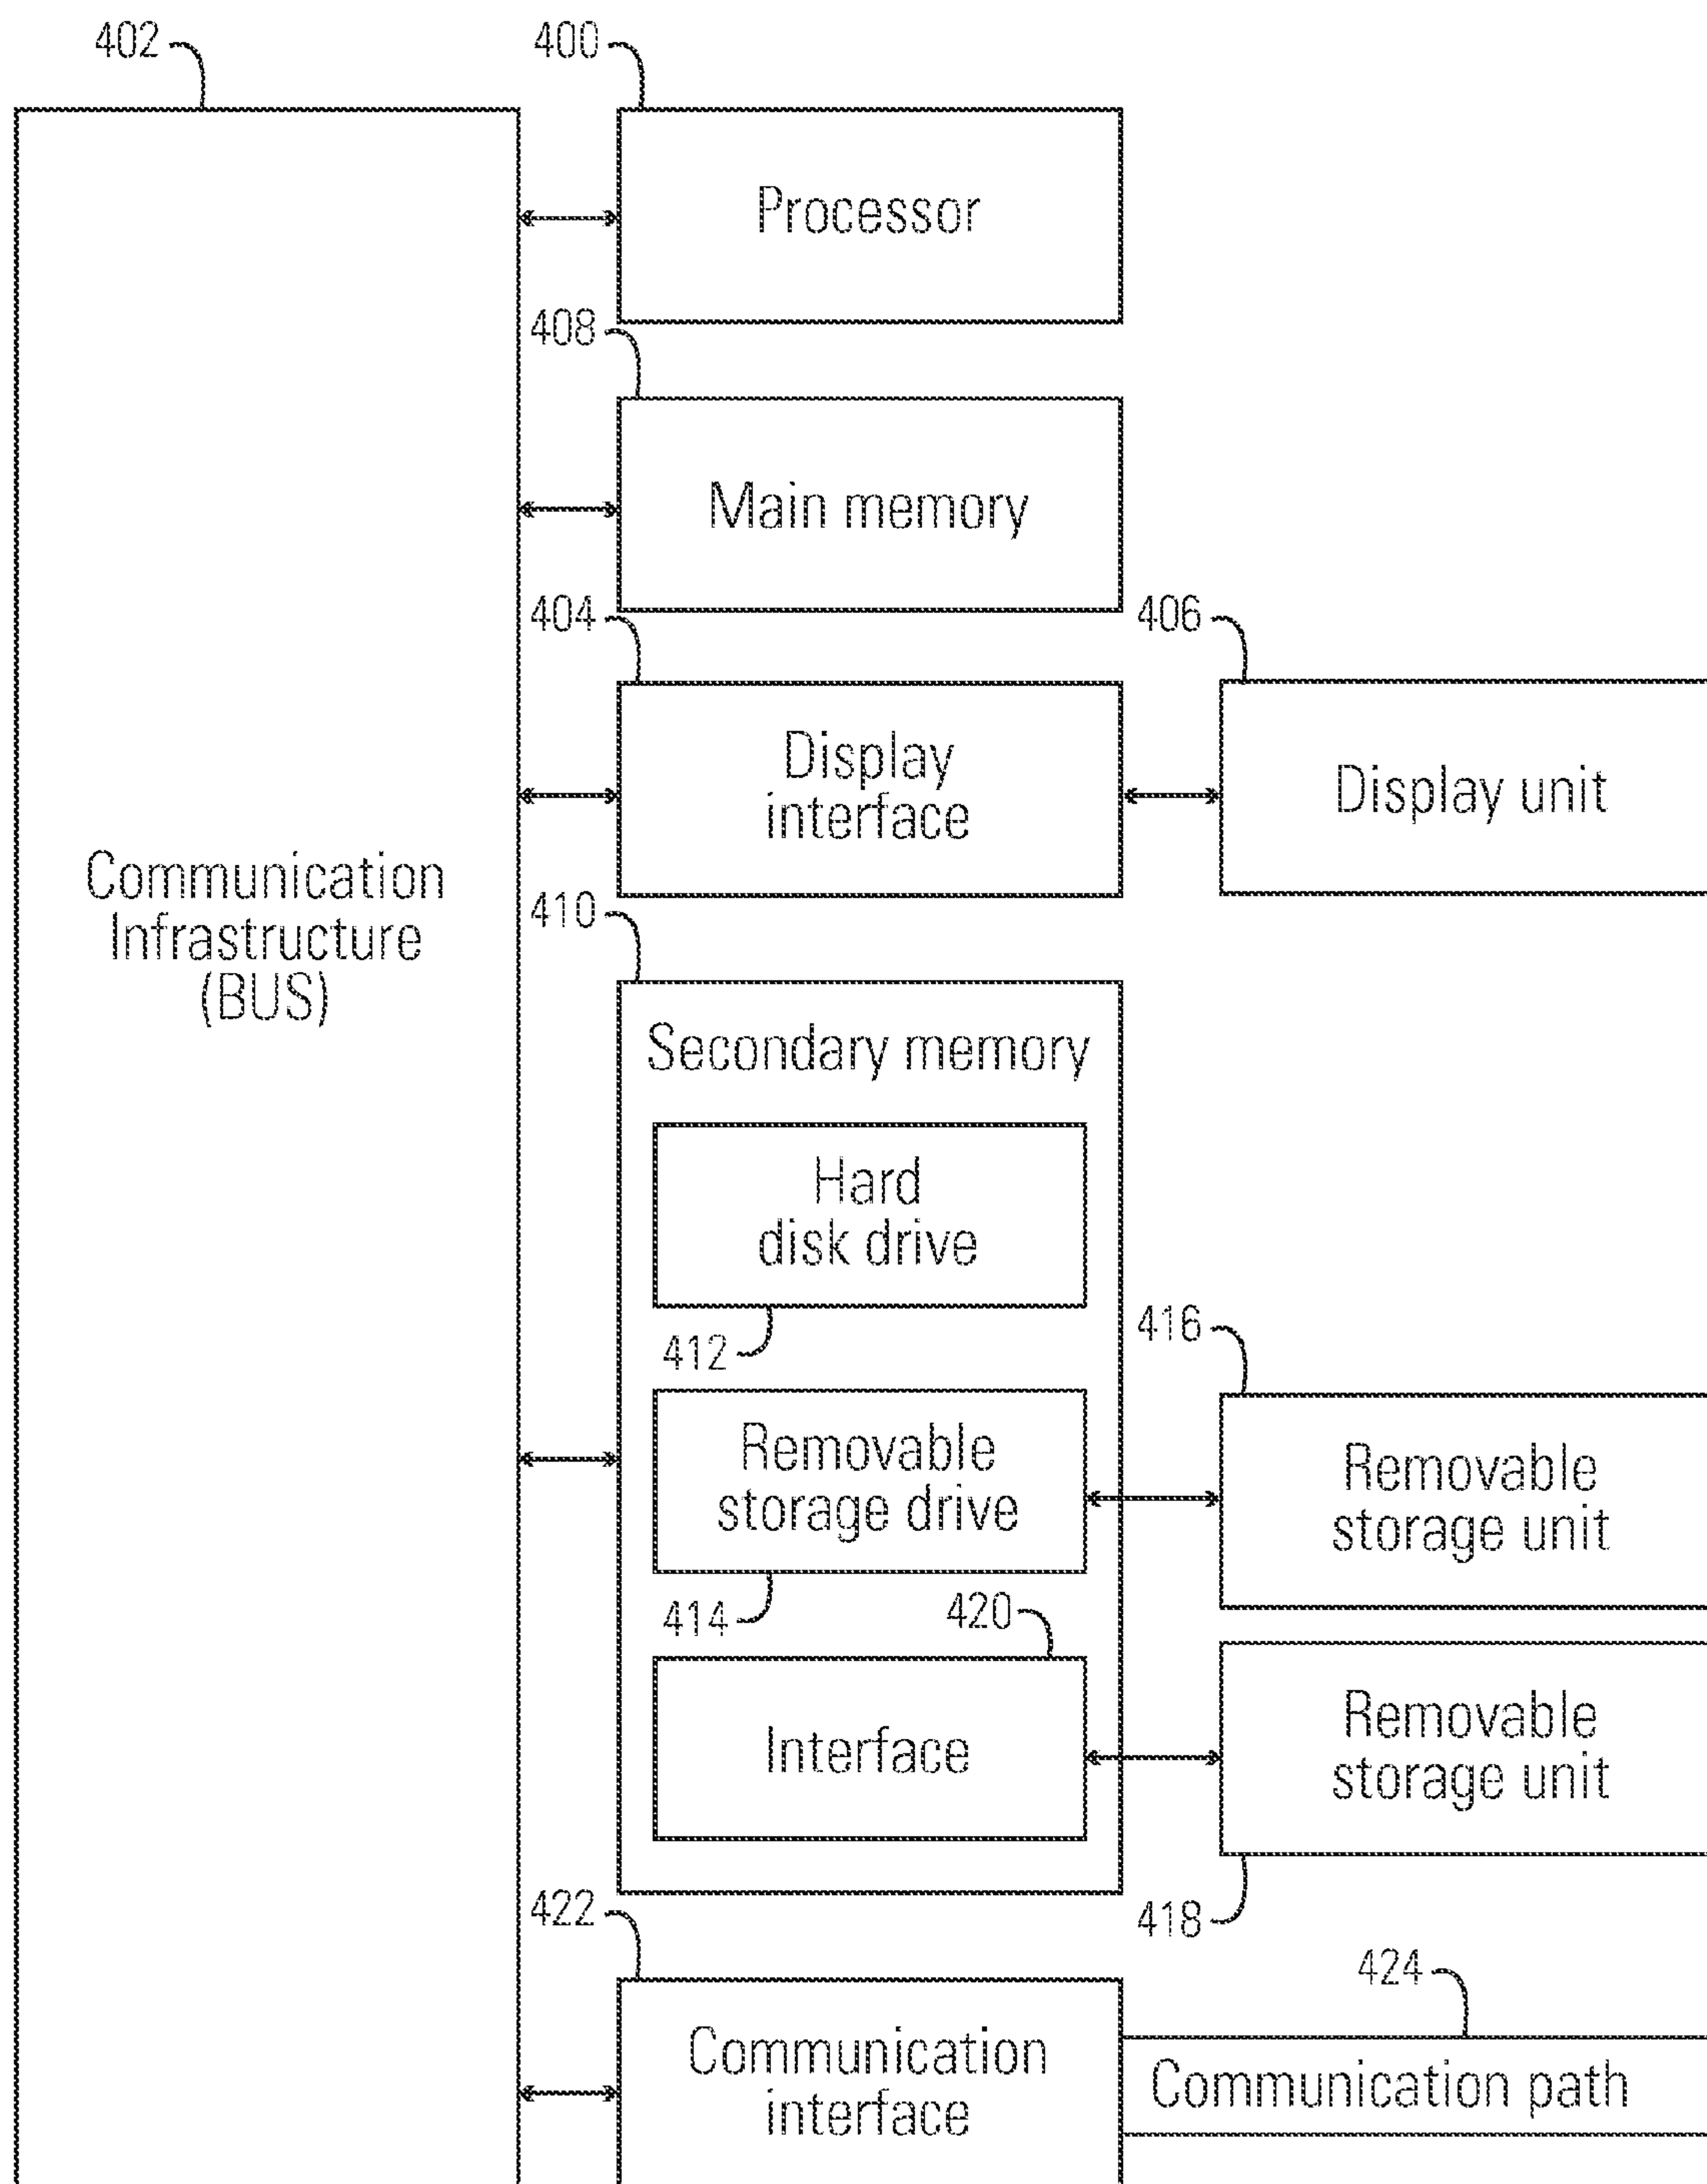 402
400
Processor
408
Main memory
404
406
Display
interface
Display unit
Communication
Infrastructure
(BUS)
410
Secondary memory
Hard
disk drive
412
416
Removable
storage drive
Removable
storage unit
414
420
Interface
Removable
storage unit
418
422
424
Communication
interface
Communication path